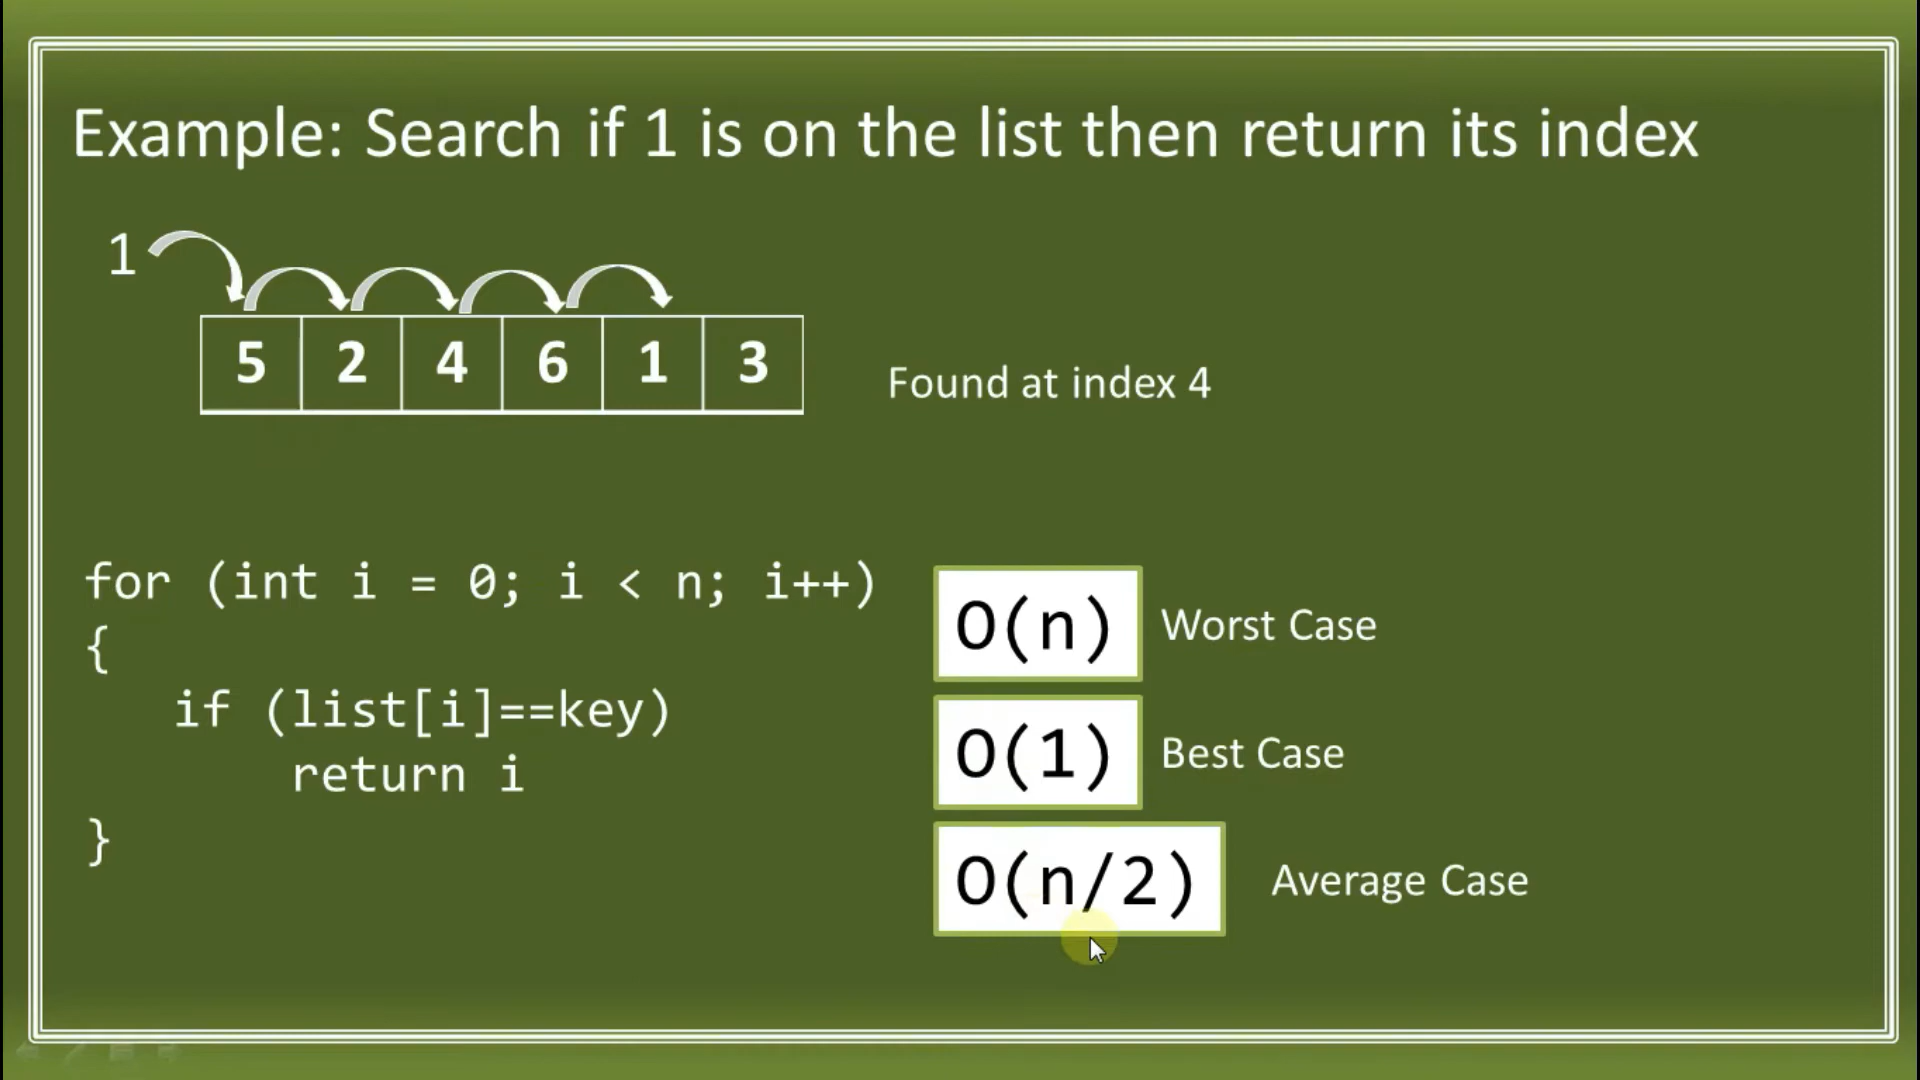 Example: Search if 1 is on the list then return its index
1
5 2 4 6 1 3
Found at index 4
for (int i = 0; i < n; i++)
{
if (list[i]==key)
return i
}
O(n) Worst Case
O(1) Best Case
O(n/2) Average Case